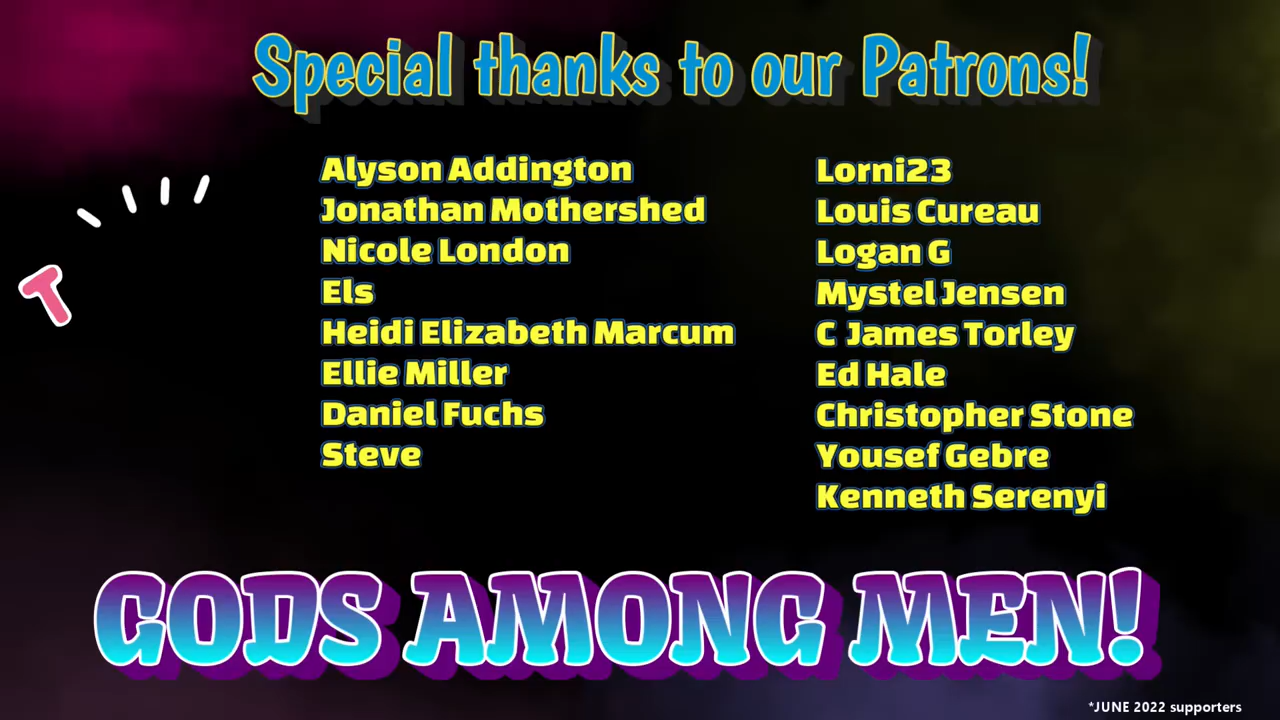 Special thanks to our Patrons!
T
Alyson Addington
Jonathan Mothershed
Nicole London
Els
Heidi Elizabeth Marcum
Ellie Miller
Daniel Fuchs
Steve
Lorni23
Louis Cureau
Logan G
Mystel Jensen
C James Torley
Ed Hale
Christopher Stone
Yousef Gebre
Kenneth Serenyi
GODS AMONG MEN!
*JUNE 2022 supporters